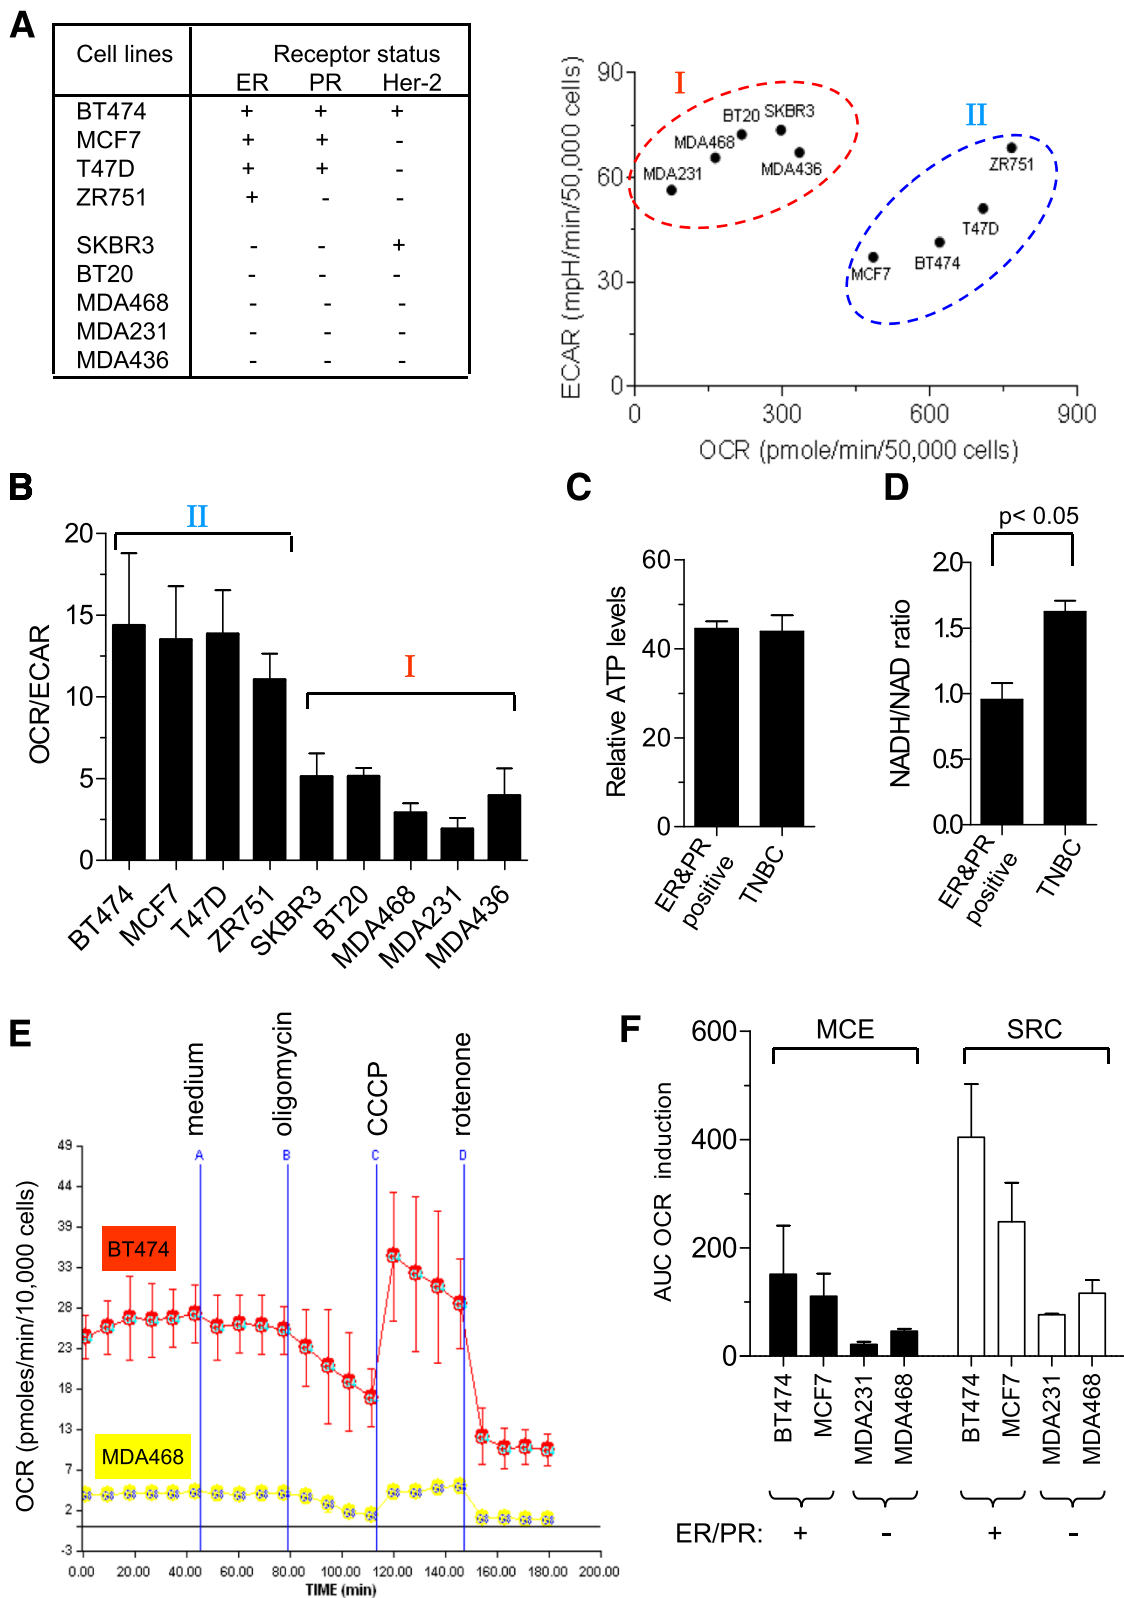 A
Cell lines Receptor status
ER PR Her-2
BT474 + + +
MCF7 + + -
T47D + + -
ZR751 + - -
SKBR3 - - +
BT20 - - -
MDA468 - - -
MDA231 - - -
MDA436 - - -
ECAR (mpH/min/50,000 cells)
90
60
30
0
I
II
BT20 SKBR3
MDA468
MDA436
MDA231
ZR751
T47D
BT474
MCF7
0 300 600 900
OCR (pmole/min/50,000 cells)
B
OCR/ECAR
20
15
10
5
0
II
I
BT474 MCF7 T47D ZR751 SKBR3 BT20 MDA468 MDA231 MDA436
C
Relative ATP levels
60
40
20
0
ER&PR positive TNBC
D
p< 0.05
NADH/NAD ratio
2.0
1.5
1.0
0.5
0.0
ER&PR positive TNBC
E
medium oligomycin CCCP rotenone
A B C D
OCR (pmoles/min/10,000 cells)
49
44
39
33
28
23
18
13
7
2
-3
BT474
MDA468
0.00 20.00 40.00 60.00 80.00 100.00 120.00 140.00 160.00 180.00 200.00
TIME (min)
F
AUC OCR induction
600
400
200
0
MCE SRC
BT474 MCF7 MDA231 MDA468 BT474 MCF7 MDA231 MDA468
ER/PR: + - + -